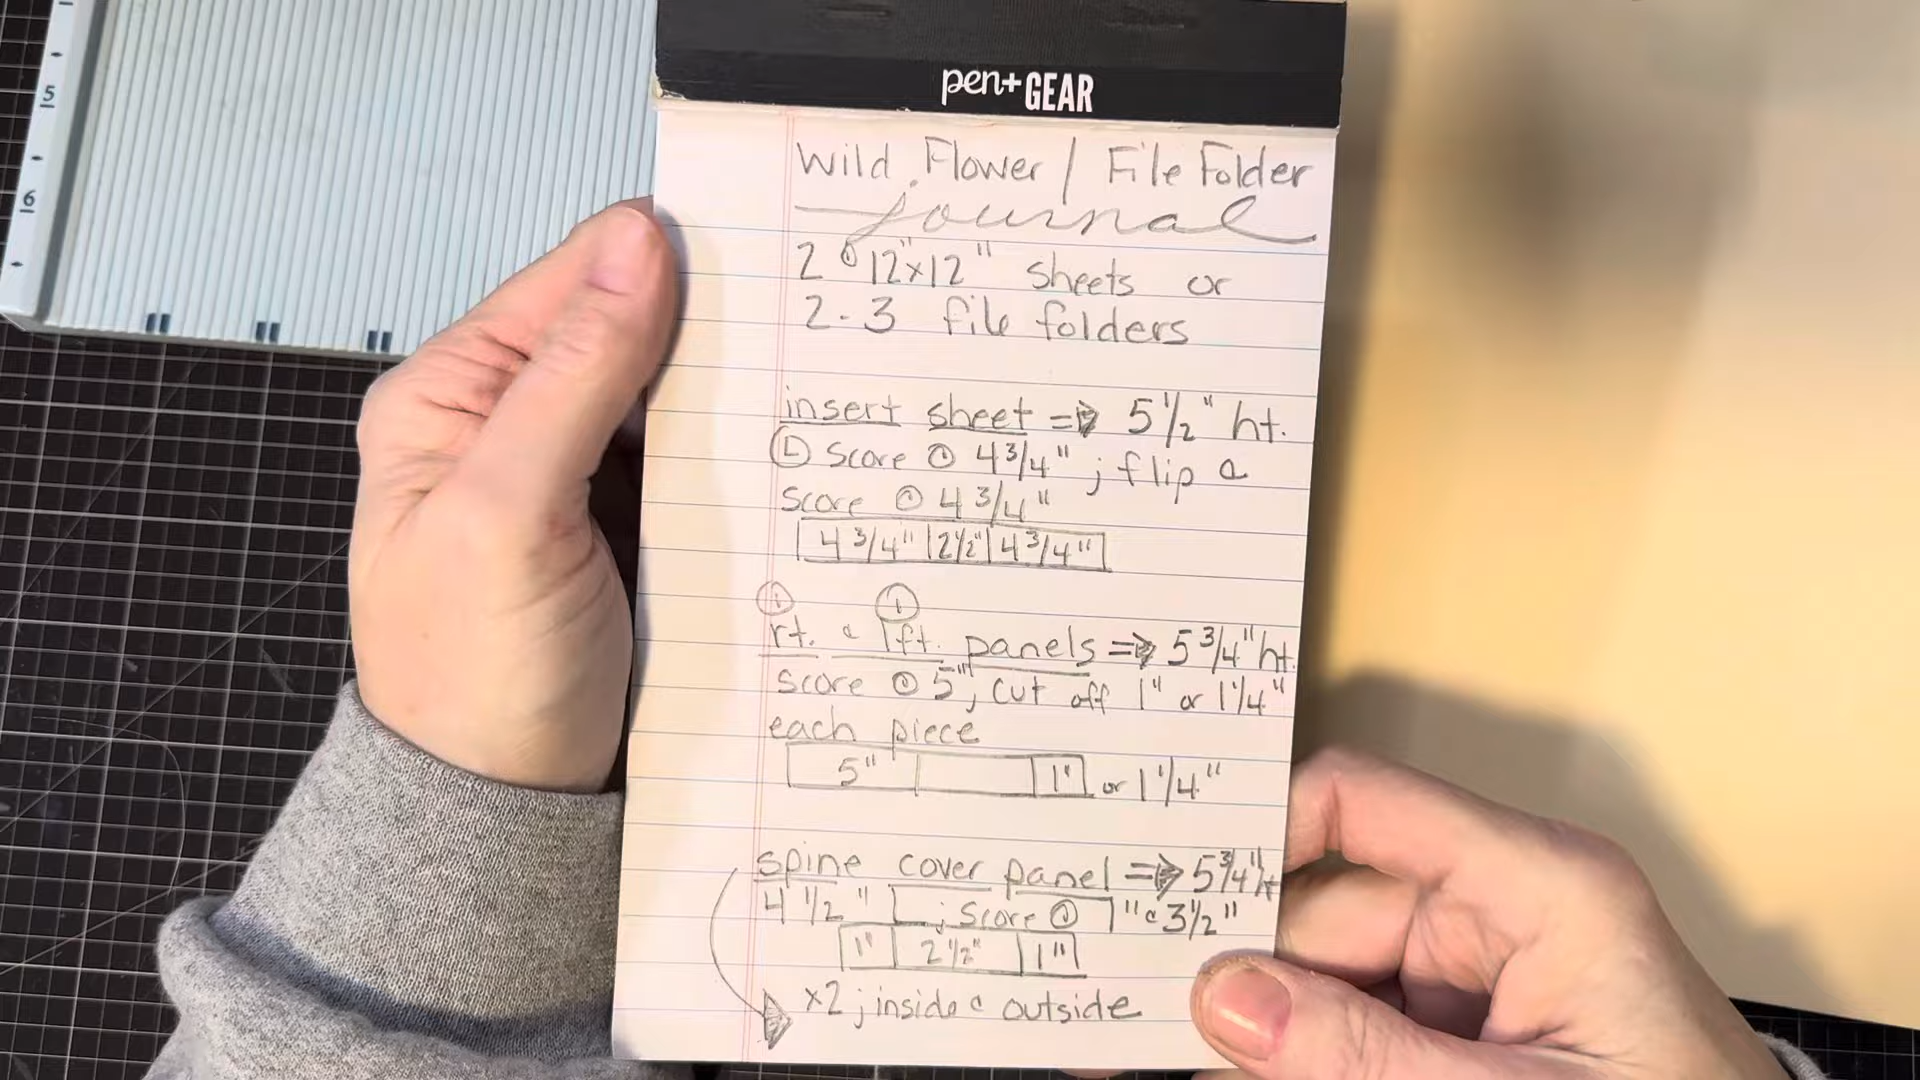 5
6
pen+GEAR
Wild Flower / File Folder
journal
2 @ 12"x12" sheets or
2-3 file folders
insert sheet => 5 1/2" ht.
Ⓛ Score @ 4 3/4" ; flip &
score @ 4 3/4"
4 3/4" | 2 1/2" | 4 3/4"
① ①
rt. & lft. panels => 5 3/4" ht.
score @ 5", cut off 1" or 1 1/4"
each piece
5" 1" or 1 1/4"
spine cover panel => 5 3/4" ht
4 1/2" L ; score @ 1" & 3 1/2"
1" 2 1/2" 1"
x2 ; inside & outside